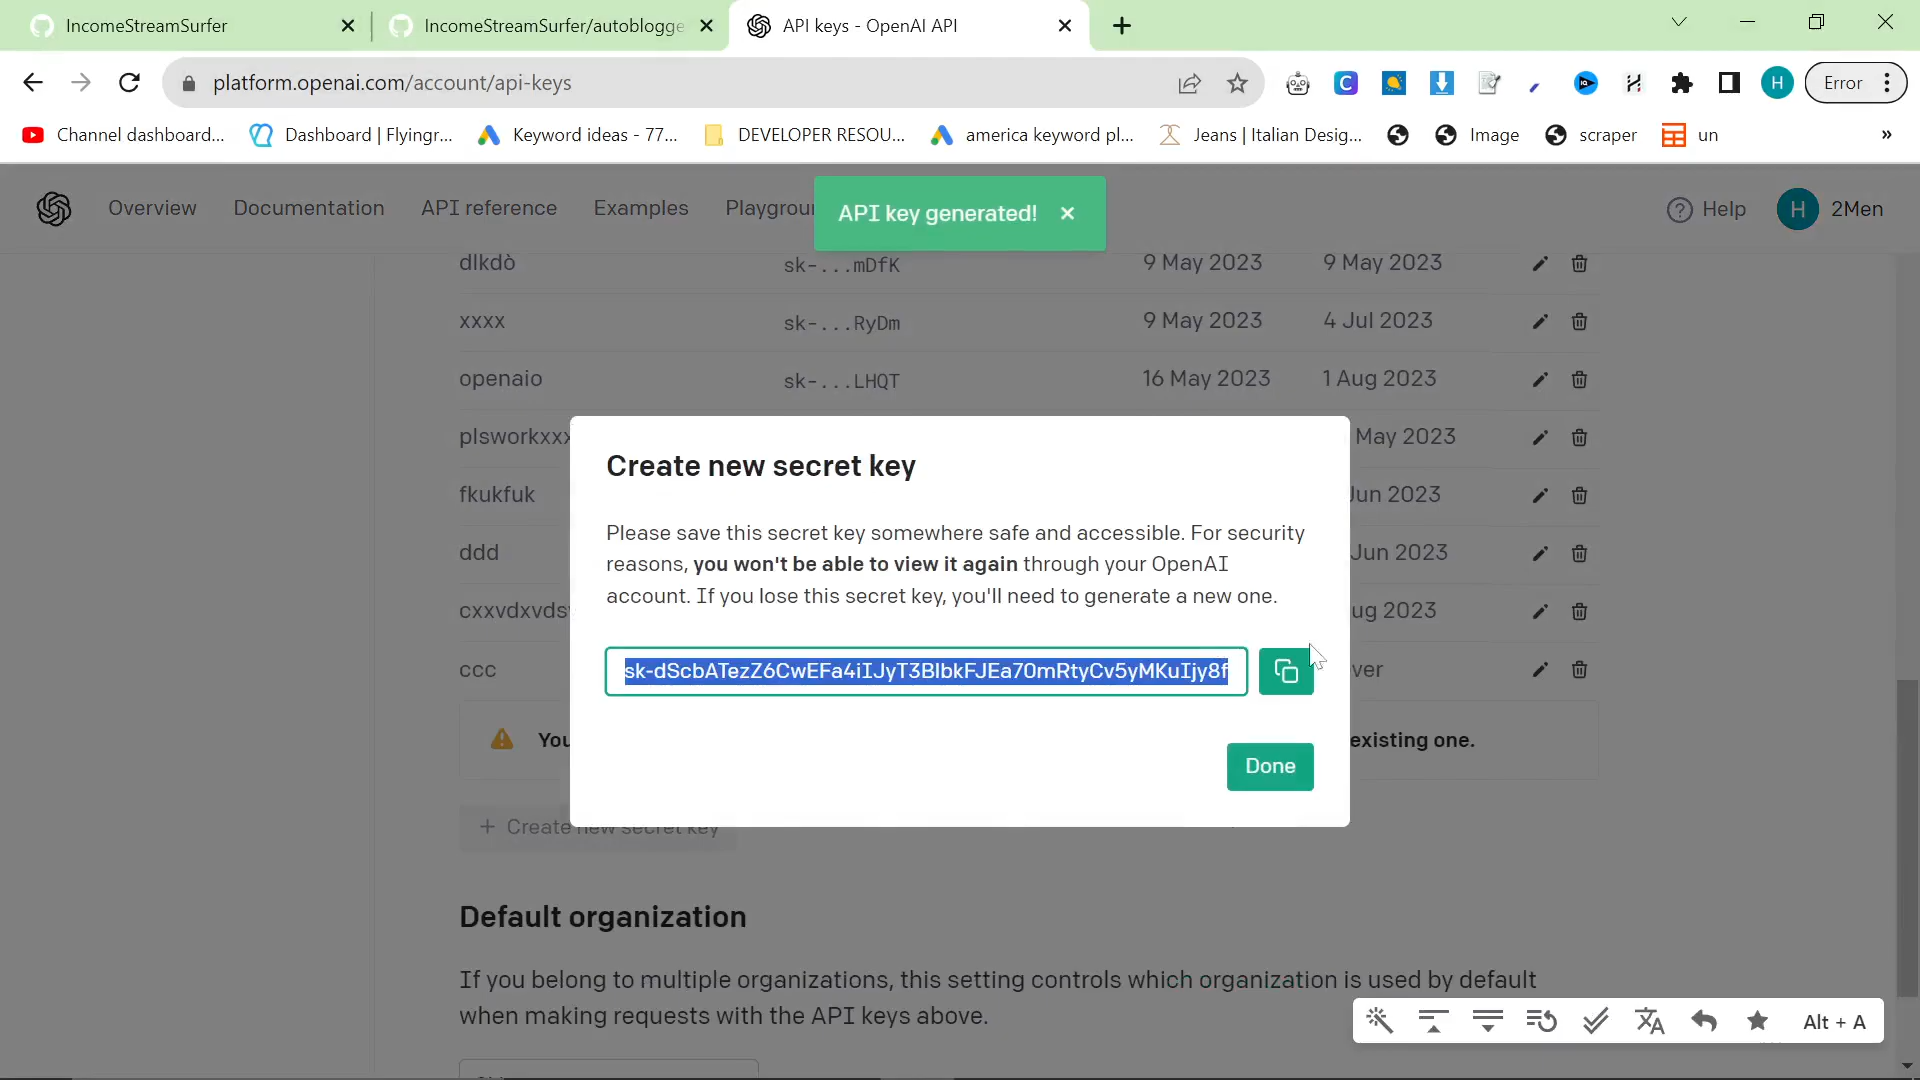 IncomeStreamSurfer
IncomeStreamSurfer/autoblogge
API keys - OpenAI API
platform.openai.com/account/api-keys
Error
Channel dashboard...
Dashboard | Flyingr...
Keyword ideas - 77...
DEVELOPER RESOU...
america keyword pl...
Jeans | Italian Desig...
Image
scraper
un
»
Overview
Documentation
API reference
Examples
API key generated!
Help
H
2Men
dlkdò sk-...mDfK 9 May 2023 9 May 2023
xxxx sk-...RyDm 9 May 2023 4 Jul 2023
openaio sk-...LHQT 16 May 2023 1 Aug 2023
plsworkxxx May 2023
fkukfuk Jun 2023
ddd Jun 2023
ug 2023
ccc ver
Create new secret key
Please save this secret key somewhere safe and accessible. For security
reasons, you won't be able to view it again through your OpenAI
account. If you lose this secret key, you'll need to generate a new one.
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
Done
existing one.
+ Create new secret key
Default organization
If you belong to multiple organizations, this setting controls which organization is used by default
when making requests with the API keys above.
Alt + A